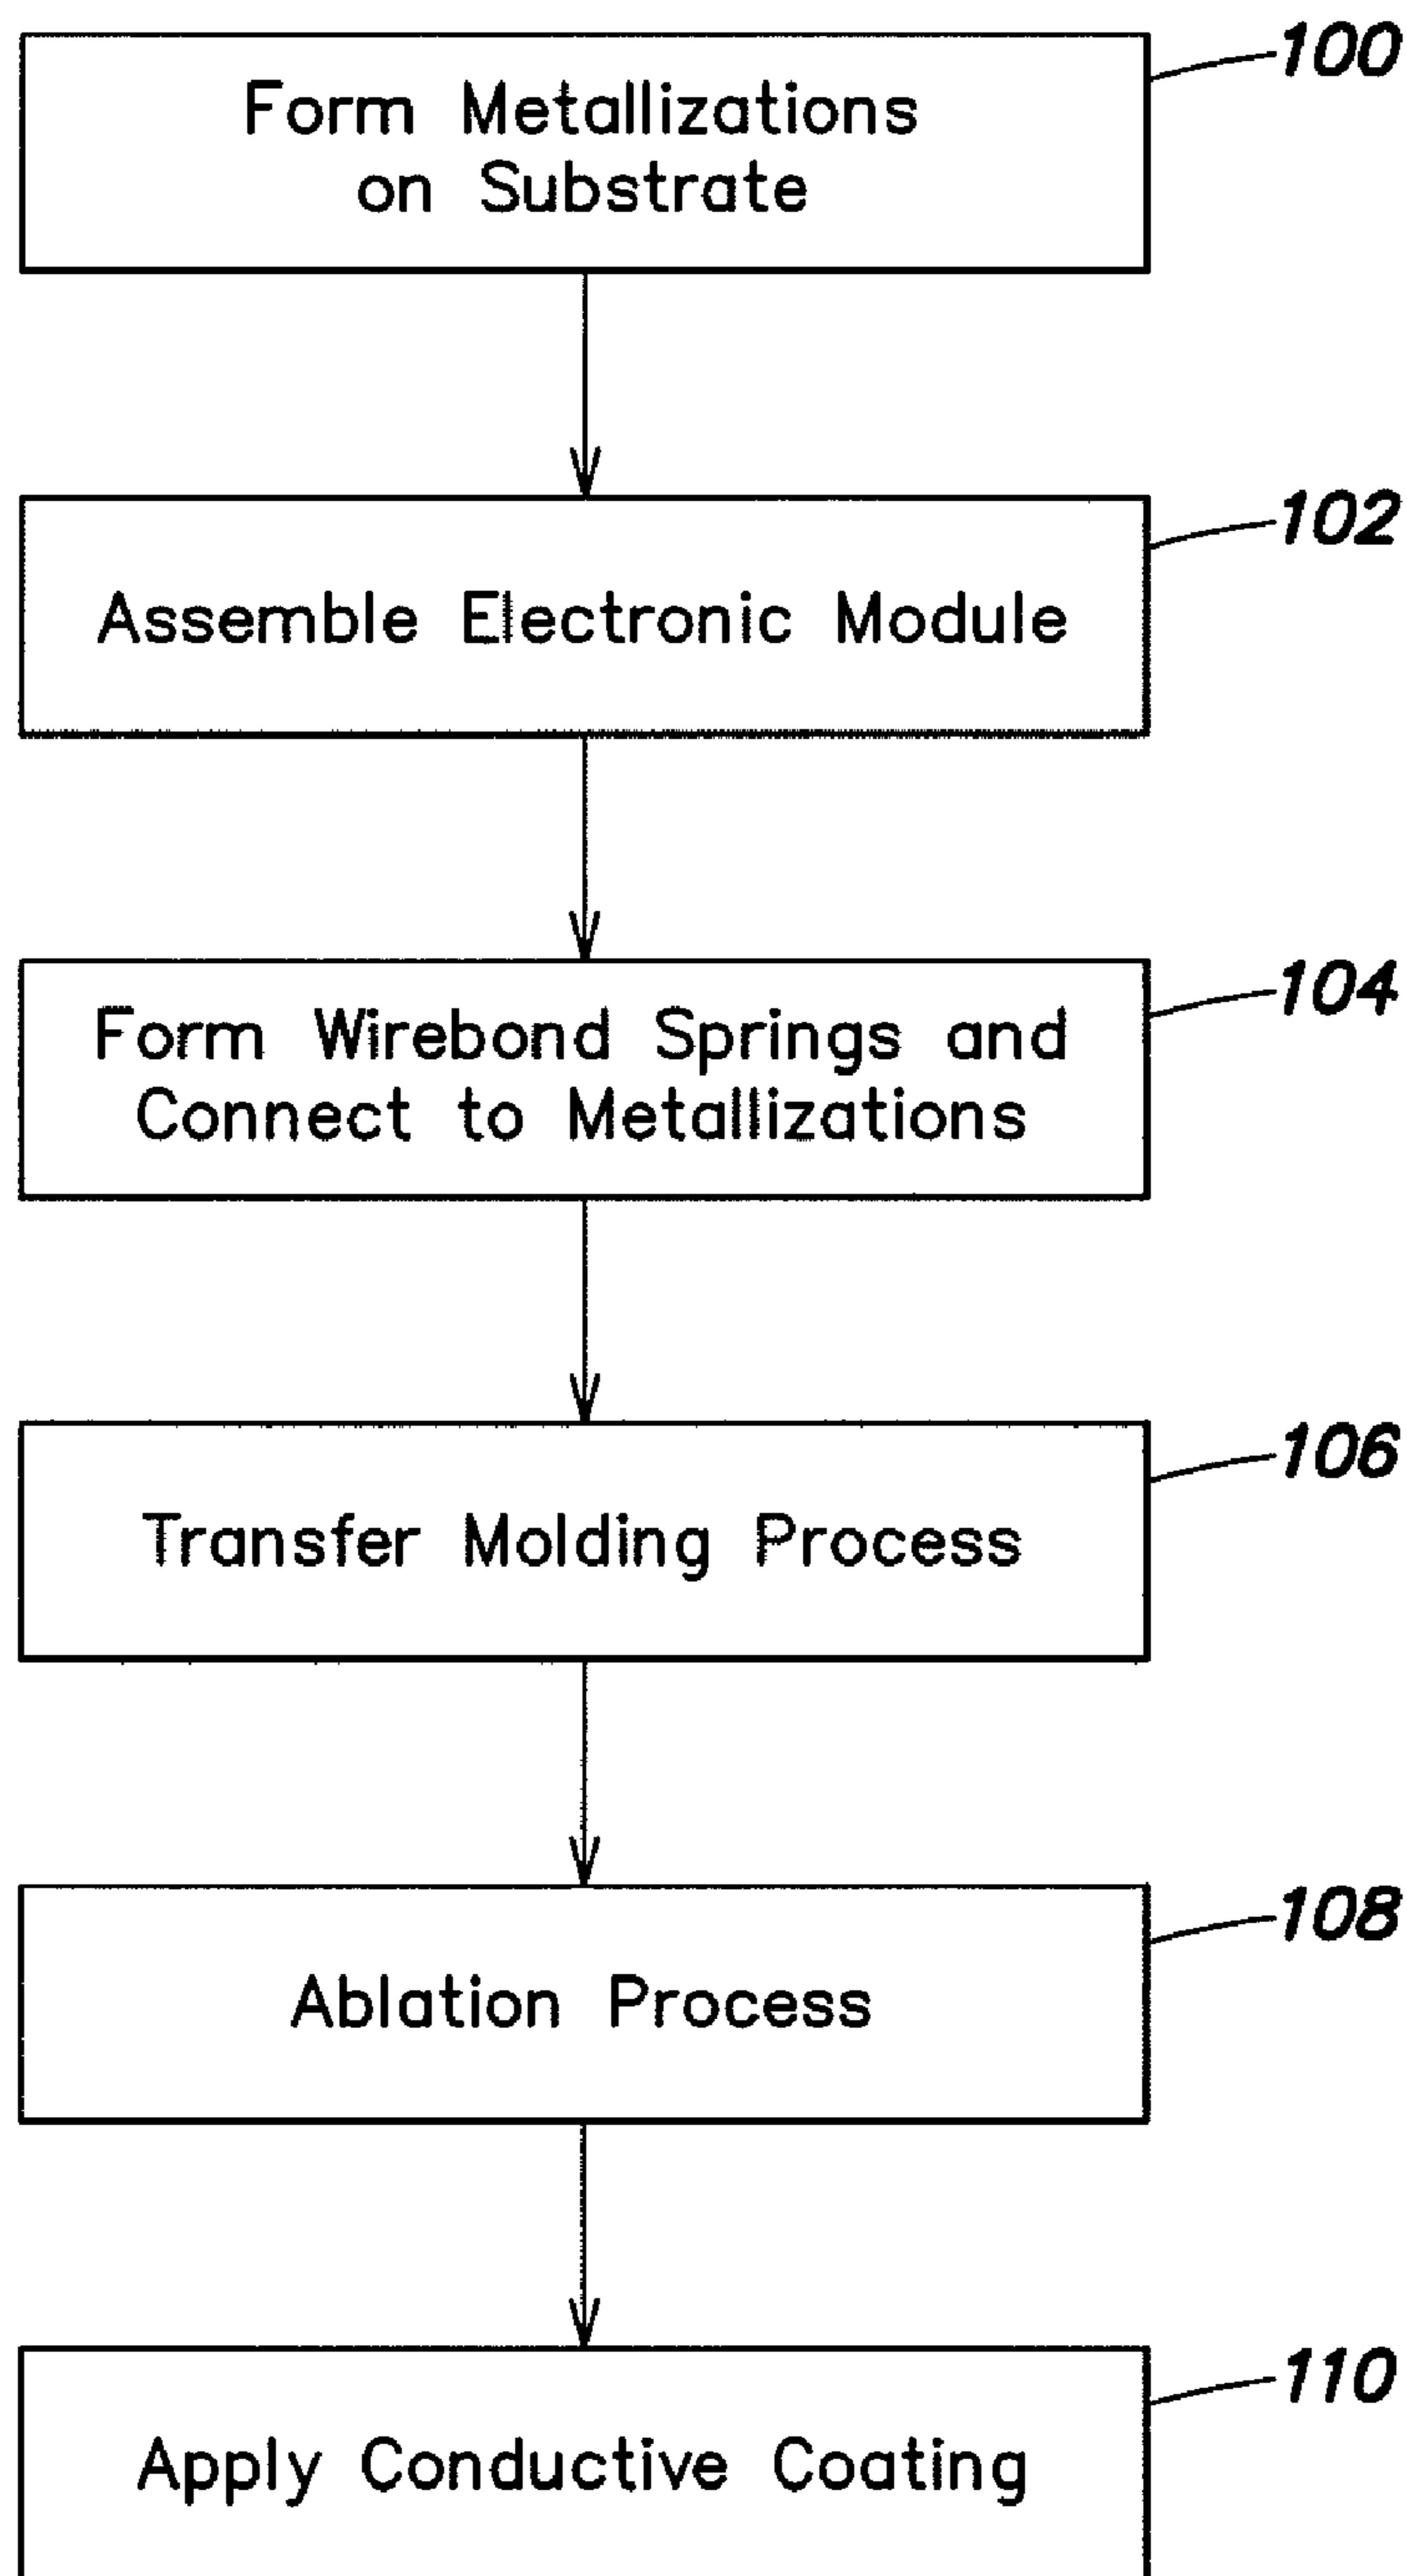 100
Form Metallizations
on Substrate
102
Assemble Electronic Module
104
Form Wirebond Springs and
Connect to Metallizations
106
Transfer Molding Process
108
Ablation Process
110
Apply Conductive Coating